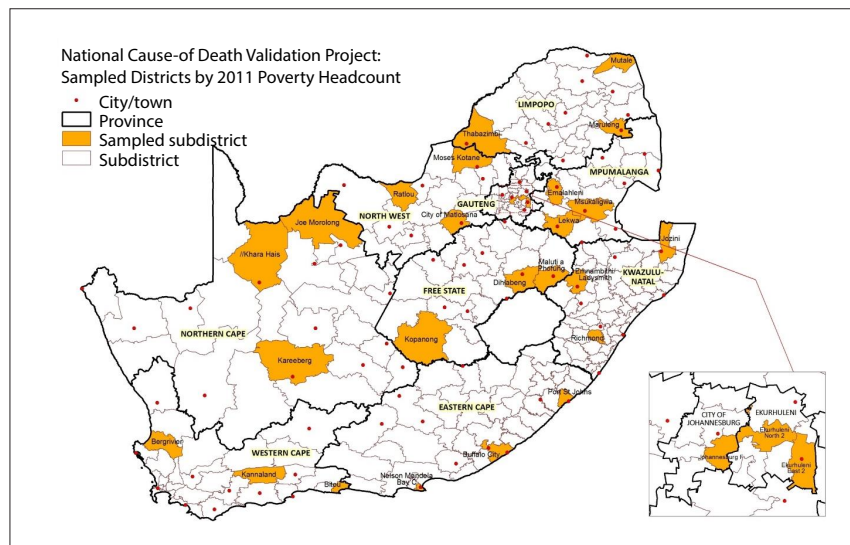 National Cause-of Death Validation Project:
Sampled Districts by 2011 Poverty Headcount
City/town
Province
Sampled subdistrict
Subdistrict
Mutale
LIMPOPO
Thabazimbi
Maruleng
Moses Kotane
MPUMALANGA
Ratlou
GAUTENG
Emalahleni
Msukaligwa
NORTH WEST
City of Matlosana
Lekwa
Joe Morolong
Jozini
//Khara Hais
Maluti a
Phofung
Emnambithi/
Ladysmith
KWAZULU-
NATAL
FREE STATE
Dihlabeng
NORTHERN CAPE
Kopanong
Richmond
Kareeberg
Port St Johns
EASTERN CAPE
Bergrivier
WESTERN CAPE
Buffalo City
Kannaland
Bitou
Nelson Mandela
Bay C
CITY OF
JOHANNESBURG
EKURHULENI
Ekurhuleni
North 2
Johannesburg F
Ekurhuleni
East 2